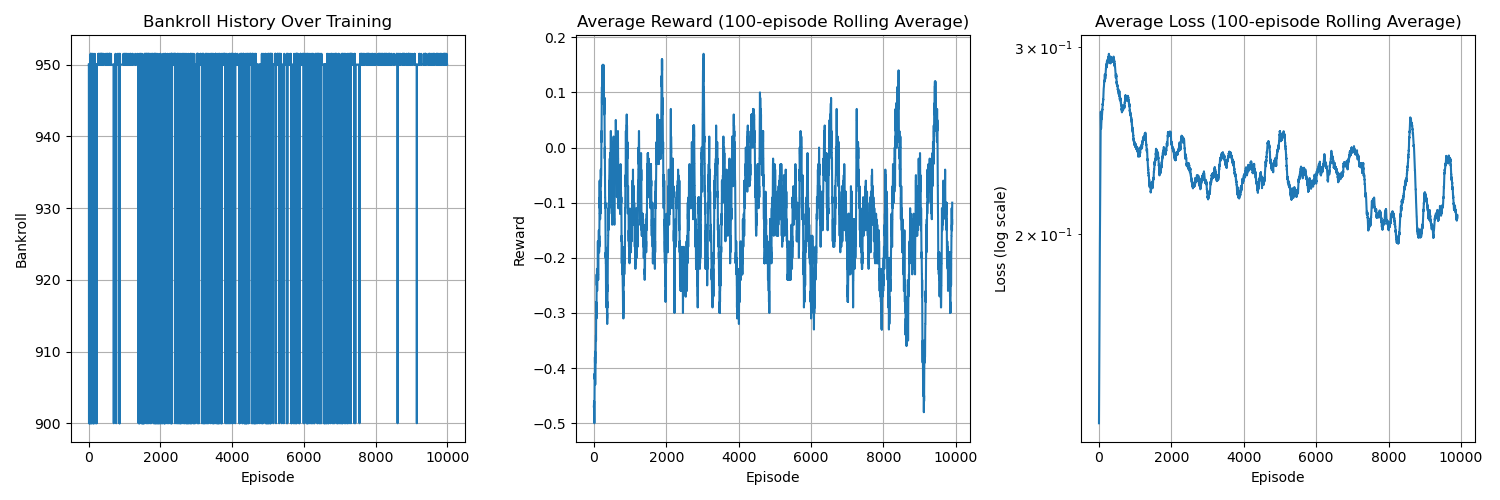 Bankroll History Over Training
950
940
930
920
910
900
Bankroll
0 2000 4000 6000 8000 10000
Episode
Average Reward (100-episode Rolling Average)
0.2
0.1
0.0
−0.1
−0.2
−0.3
−0.4
−0.5
Reward
0 2000 4000 6000 8000 10000
Episode
Average Loss (100-episode Rolling Average)
3 × 10⁻¹
2 × 10⁻¹
Loss (log scale)
0 2000 4000 6000 8000 10000
Episode